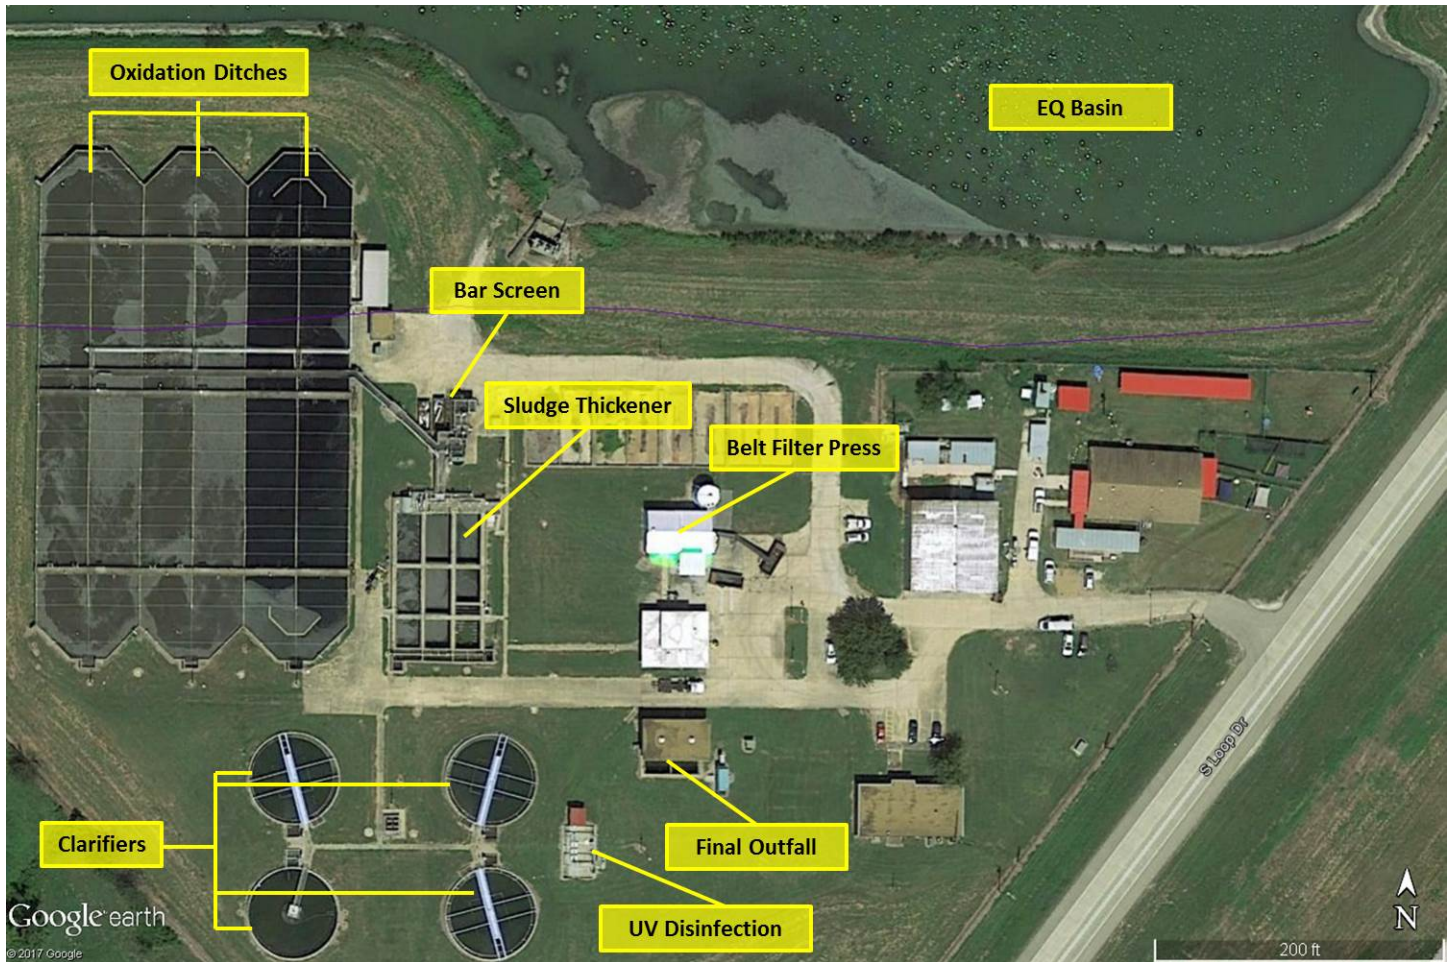 Oxidation Ditches
EQ Basin
Bar Screen
Sludge Thickener
Belt Filter Press
S Loop Dr
Clarifiers
Final Outfall
UV Disinfection
N
Google earth
© 2017 Google
200 ft